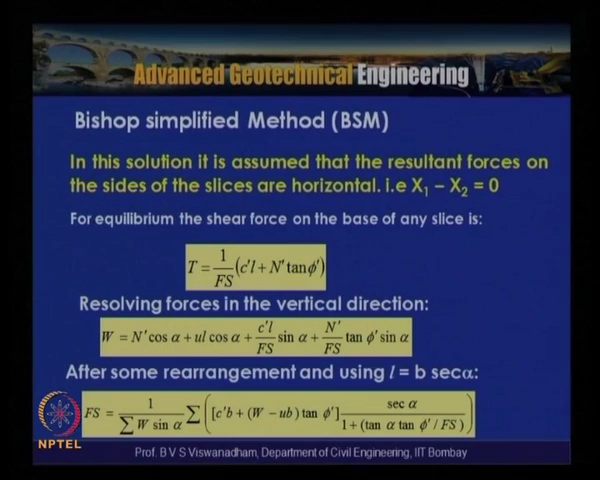 Advanced Geotechnical Engineering
Bishop simplified Method (BSM)
In this solution it is assumed that the resultant forces on
the sides of the slices are horizontal. i.e X₁ – X₂ = 0
For equilibrium the shear force on the base of any slice is:
T = 1/FS (c'l + N' tan ϕ')
Resolving forces in the vertical direction:
W = N' cos α + ul cos α + c'l/FS sin α + N'/FS tan ϕ' sin α
After some rearrangement and using l = b secα:
FS = 1/(∑ W sin α) ∑ ([c'b + (W – ub) tan ϕ'] sec α/(1 + (tan α tan ϕ' / FS)))
NPTEL
Prof. B V S Viswanadham, Department of Civil Engineering, IIT Bombay